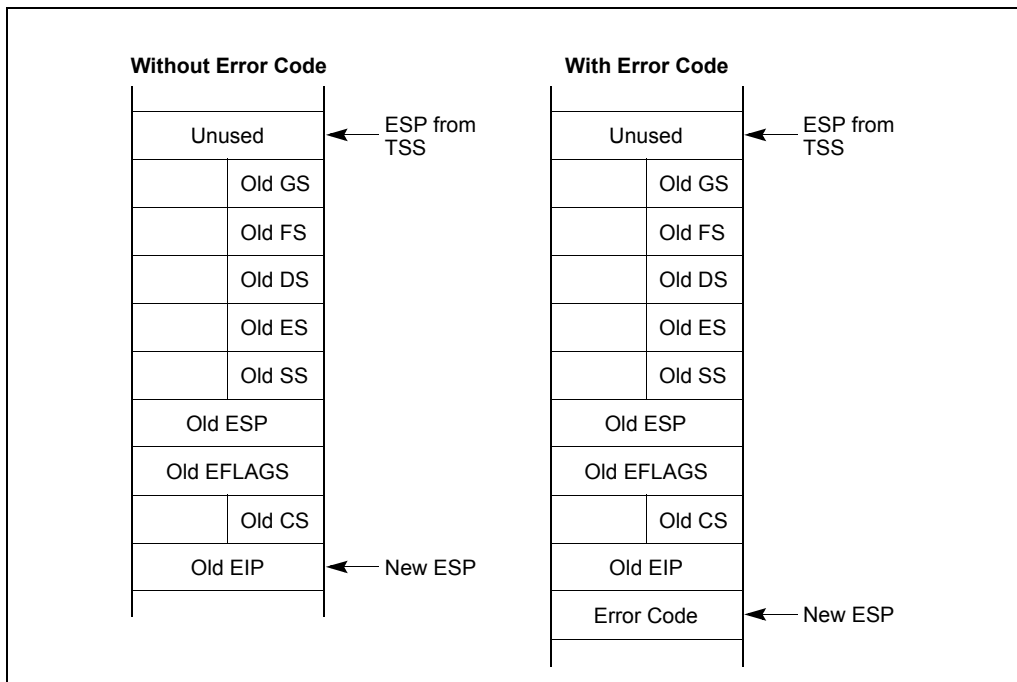 Without Error Code
Unused
ESP from
TSS
Old GS
Old FS
Old DS
Old ES
Old SS
Old ESP
Old EFLAGS
Old CS
Old EIP
New ESP
With Error Code
Unused
ESP from
TSS
Old GS
Old FS
Old DS
Old ES
Old SS
Old ESP
Old EFLAGS
Old CS
Old EIP
Error Code
New ESP